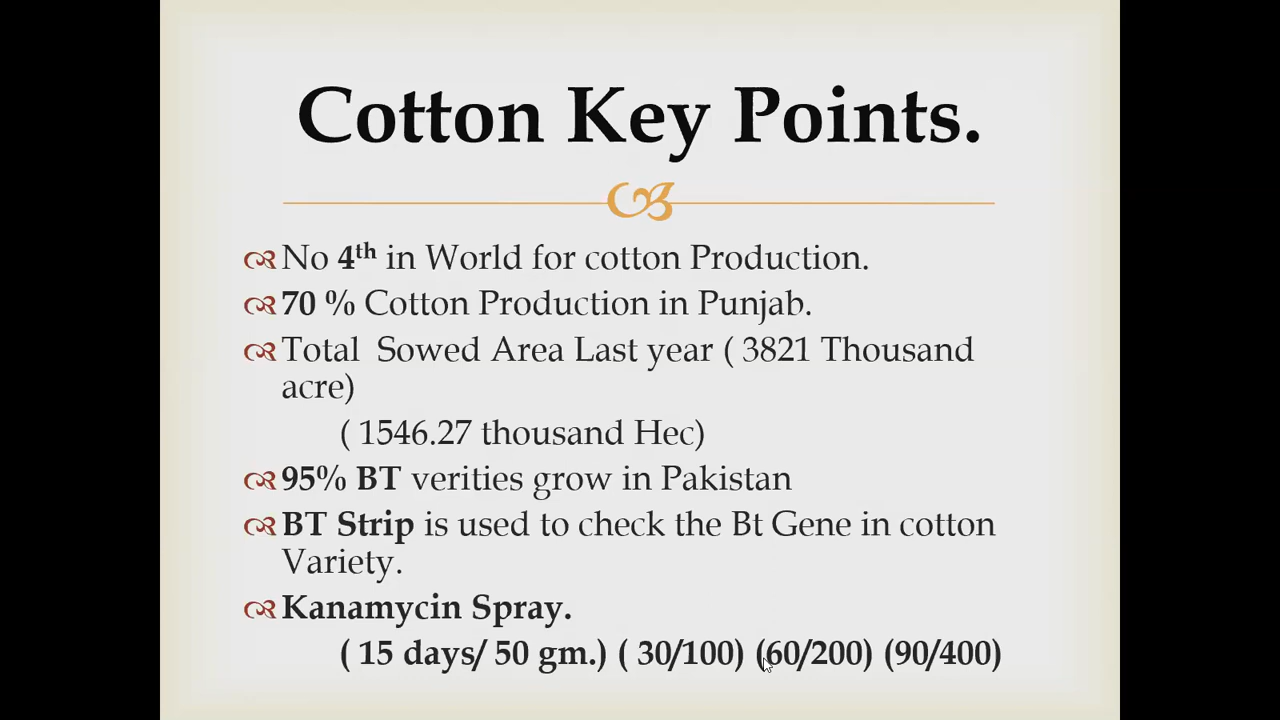 Cotton Key Points.
No 4th in World for cotton Production.
70 % Cotton Production in Punjab.
Total Sowed Area Last year ( 3821 Thousand
acre)
( 1546.27 thousand Hec)
95% BT verities grow in Pakistan
BT Strip is used to check the Bt Gene in cotton
Variety.
Kanamycin Spray.
( 15 days/ 50 gm.) ( 30/100) (60/200) (90/400)